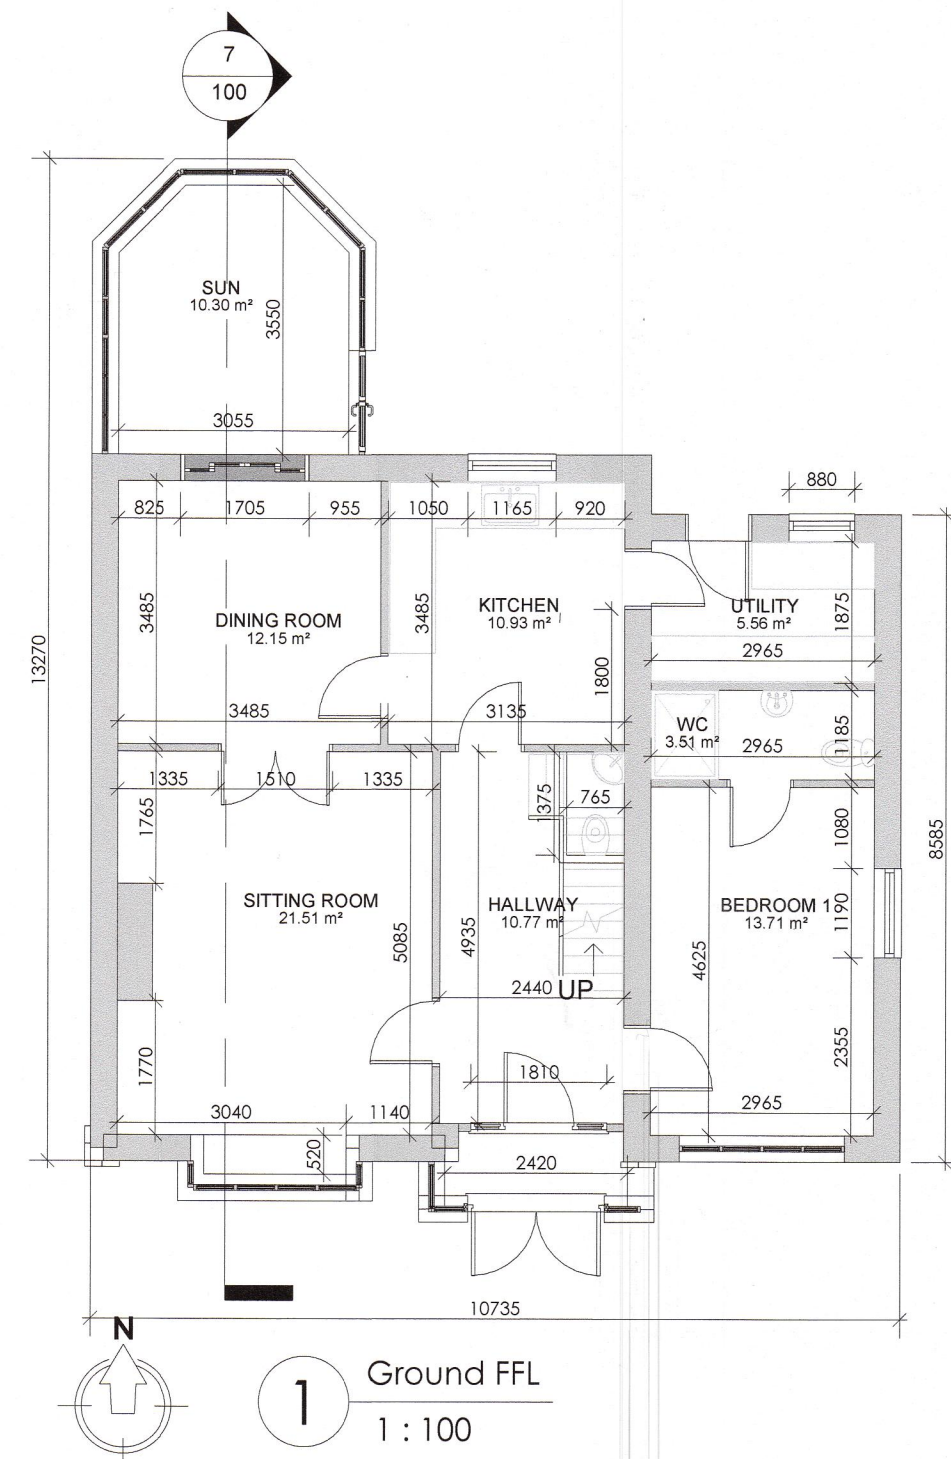 7
100
SUN
10.30 m²
3550
3055
880
825
1705
955
1050
1165
920
3485
DINING ROOM
12.15 m²
3485
KITCHEN
10.93 m²
1800
UTILITY
5.56 m²
1875
2965
13270
3485
3135
WC
3.51 m²
2965
1185
1335
1510
1335
1765
1375
765
1080
8585
SITTING ROOM
21.51 m²
5085
HALLWAY
10.77 m²
4935
BEDROOM 1
13.71 m²
1190
4625
2440
UP
2355
1770
1810
3040
1140
2965
520
2420
10735
N
1
Ground FFL
1 : 100